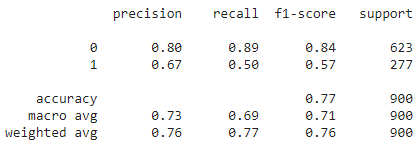 precision recall f1-score support
0 0.80 0.89 0.84 623
1 0.67 0.50 0.57 277
accuracy 0.77 900
macro avg 0.73 0.69 0.71 900
weighted avg 0.76 0.77 0.76 900